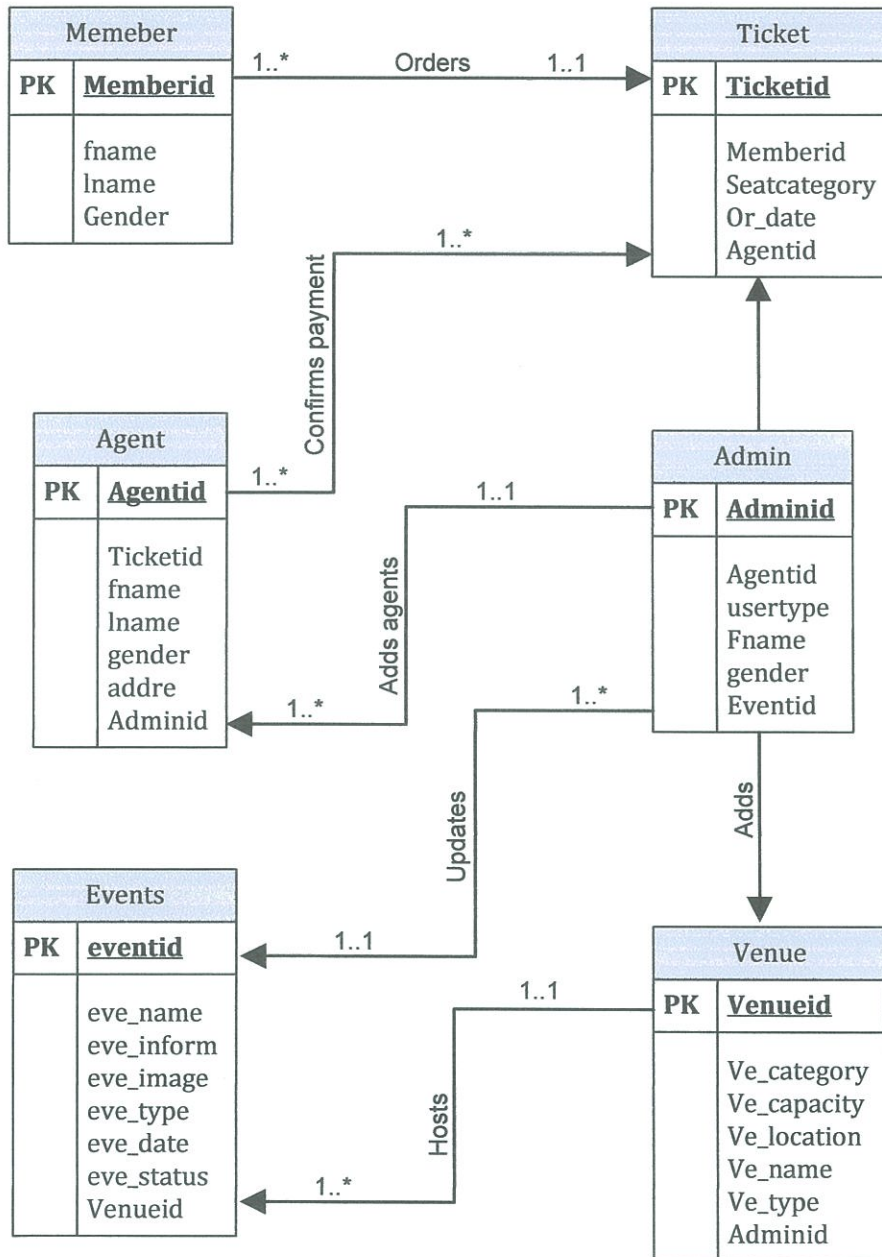 Memeber
PK Memberid
fname
lname
Gender
1..* Orders 1..1
Ticket
PK Ticketid
Memberid
Seatcategory
Or_date
Agentid
1..*
Confirms payment
1..*
Agent
PK Agentid
Ticketid
fname
lname
gender
addre
Adminid
1..1
Adds agents
1..*
Admin
PK Adminid
Agentid
usertype
Fname
gender
Eventid
1..*
Updates
1..1
Adds
Events
PK eventid
eve_name
eve_inform
eve_image
eve_type
eve_date
eve_status
Venueid
1..1
Hosts
1..*
Venue
PK Venueid
Ve_category
Ve_capacity
Ve_location
Ve_name
Ve_type
Adminid